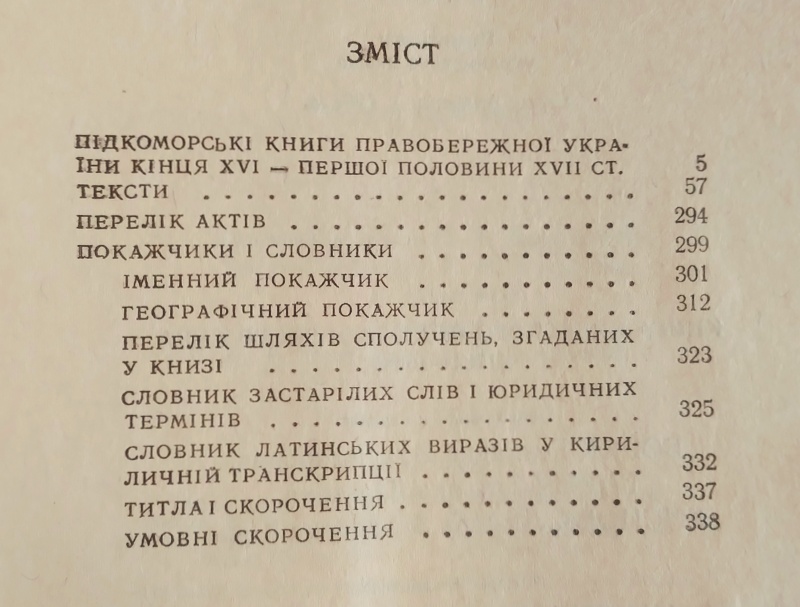 ЗМІСТ
ПІДКОМОРСЬКІ КНИГИ ПРАВОБЕРЕЖНОЇ УКРА-
ЇНИ КІНЦЯ XVI — ПЕРШОЇ ПОЛОВИНИ XVII СТ. 5
ТЕКСТИ . . . . . . . . . . . . . . . . 57
ПЕРЕЛІК АКТІВ . . . . . . . . . . . . . 294
ПОКАЖЧИКИ І СЛОВНИКИ . . . . . . . . 299
ІМЕННИЙ ПОКАЖЧИК . . . . . . . . 301
ГЕОГРАФІЧНИЙ ПОКАЖЧИК . . . . . . 312
ПЕРЕЛІК ШЛЯХІВ СПОЛУЧЕНЬ, ЗГАДАНИХ
У КНИЗІ . . . . . . . . . . . . . . 323
СЛОВНИК ЗАСТАРІЛИХ СЛІВ І ЮРИДИЧНИХ
ТЕРМІНІВ . . . . . . . . . . . . . . 325
СЛОВНИК ЛАТИНСЬКИХ ВИРАЗІВ У КИРИ-
ЛИЧНІЙ ТРАНСКРИПЦІЇ . . . . . . . . 332
ТИТЛА І СКОРОЧЕННЯ . . . . . . . . . 337
УМОВНІ СКОРОЧЕННЯ . . . . . . . . 338